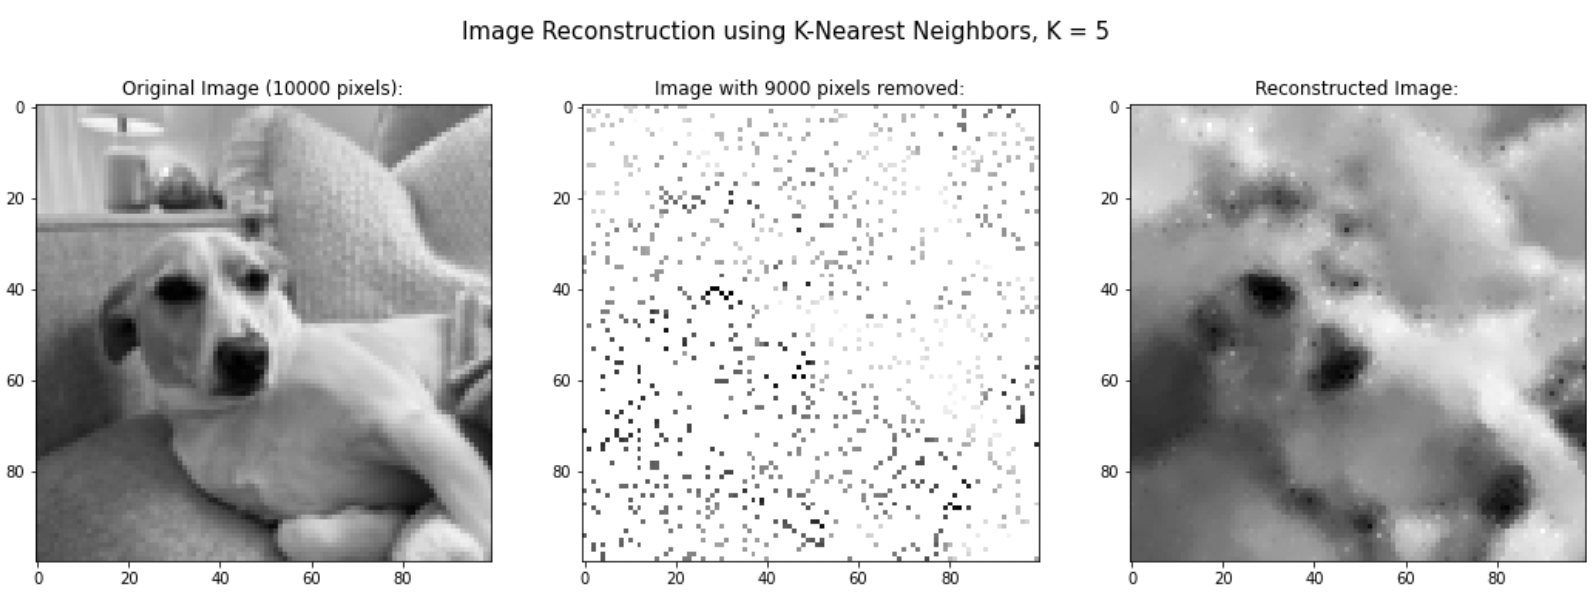 Image Reconstruction using K-Nearest Neighbors, K = 5
Original Image (10000 pixels):
0
20
40
60
80
0 20 40 60 80
Image with 9000 pixels removed:
0
20
40
60
80
0 20 40 60 80
Reconstructed Image:
0
20
40
60
80
0 20 40 60 80